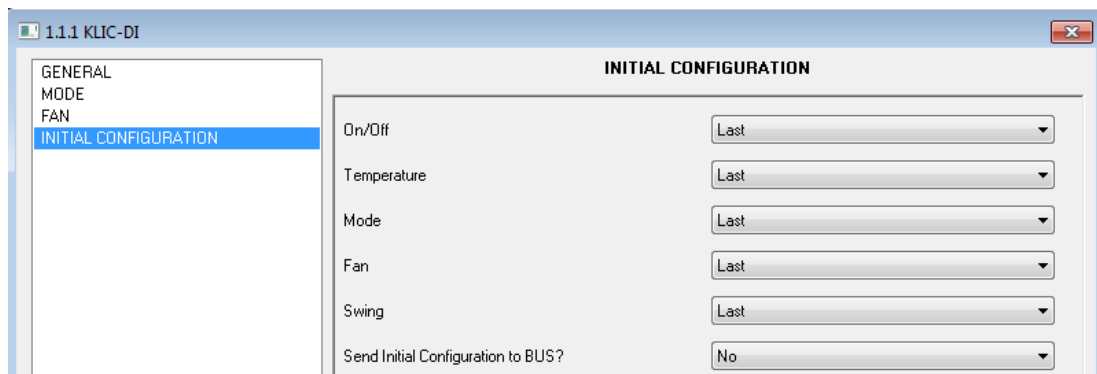 1.1.1 KLIC-DI
GENERAL
MODE
FAN
INITIAL CONFIGURATION
INITIAL CONFIGURATION
On/Off Last
Temperature Last
Mode Last
Fan Last
Swing Last
Send Initial Configuration to BUS? No